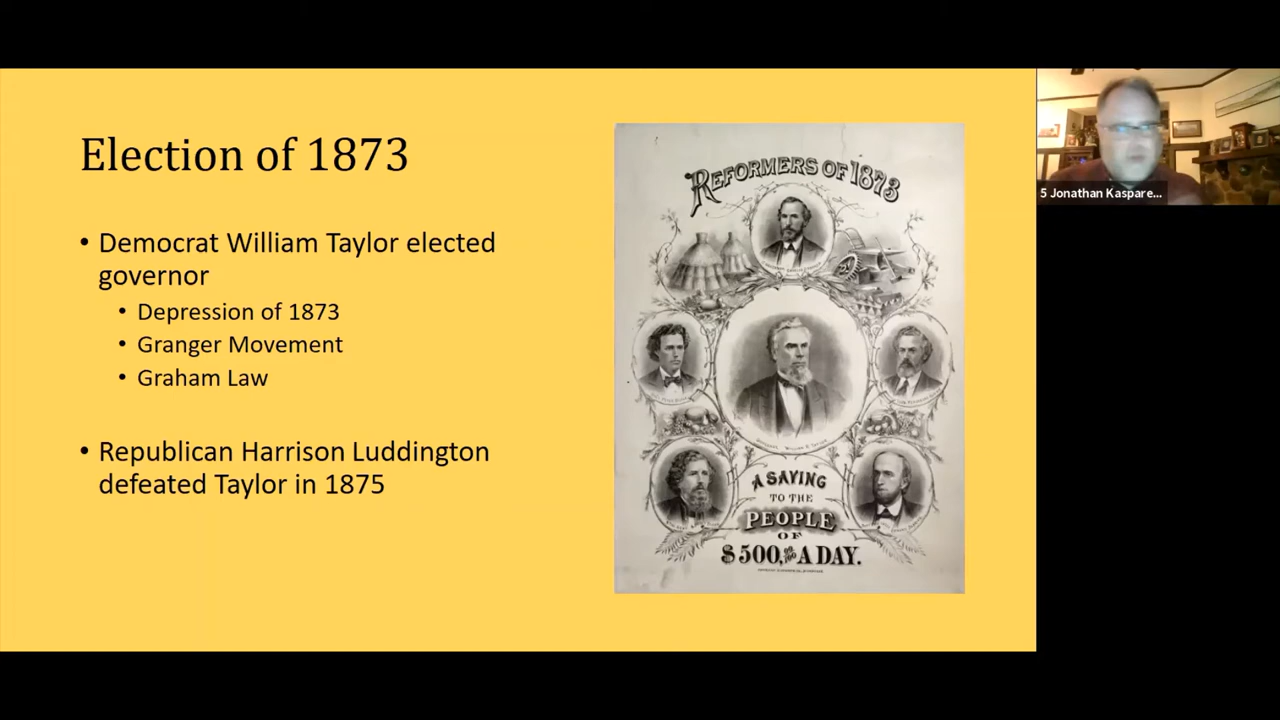 Election of 1873
• Democrat William Taylor elected
governor
• Depression of 1873
• Granger Movement
• Graham Law
• Republican Harrison Luddington
defeated Taylor in 1875
REFORMERS OF 1873
A SAVING
TO THE
PEOPLE
OF
$500, A DAY.
5 Jonathan Kaspare...